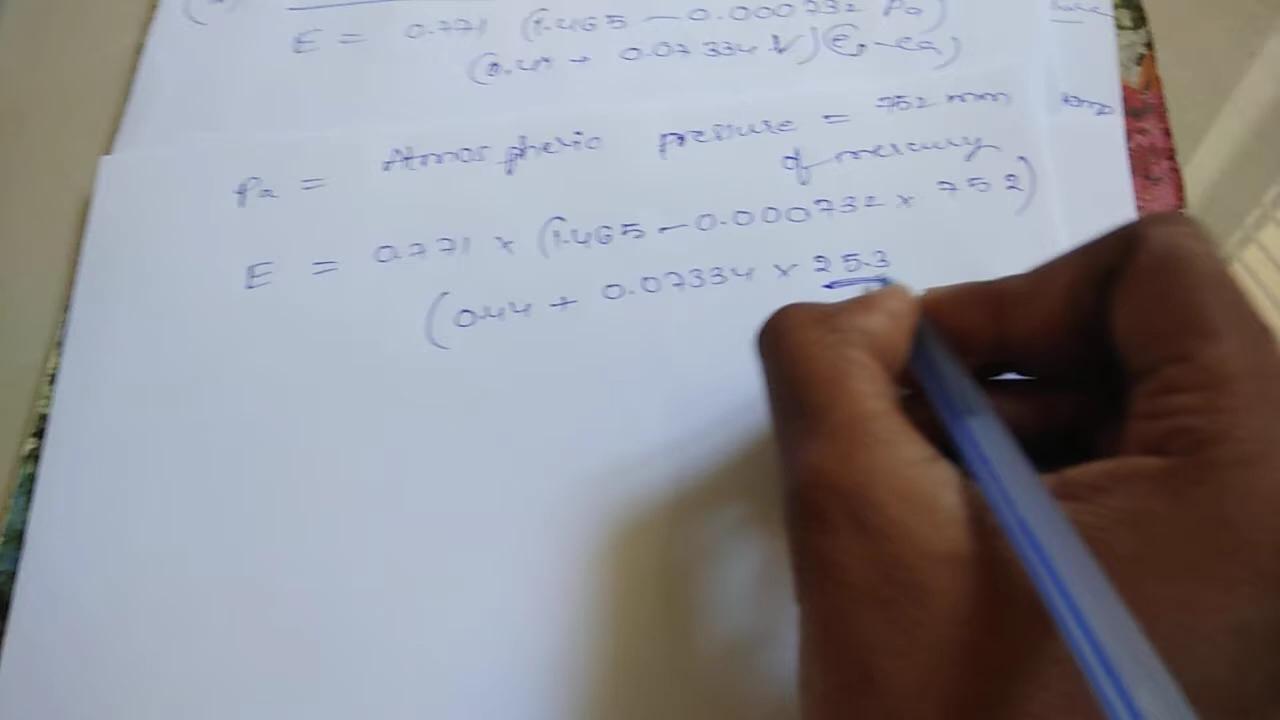 E = 0.771 (1.465 - 0.000732 Pa)
(0.44 + 0.07334 V)(es-ea)
Pa = Atmospheric pressure = 752 mm
of mercury
E = 0.771 × (1.465 - 0.000732 × 752)
(0.44 + 0.07334 × 25.3